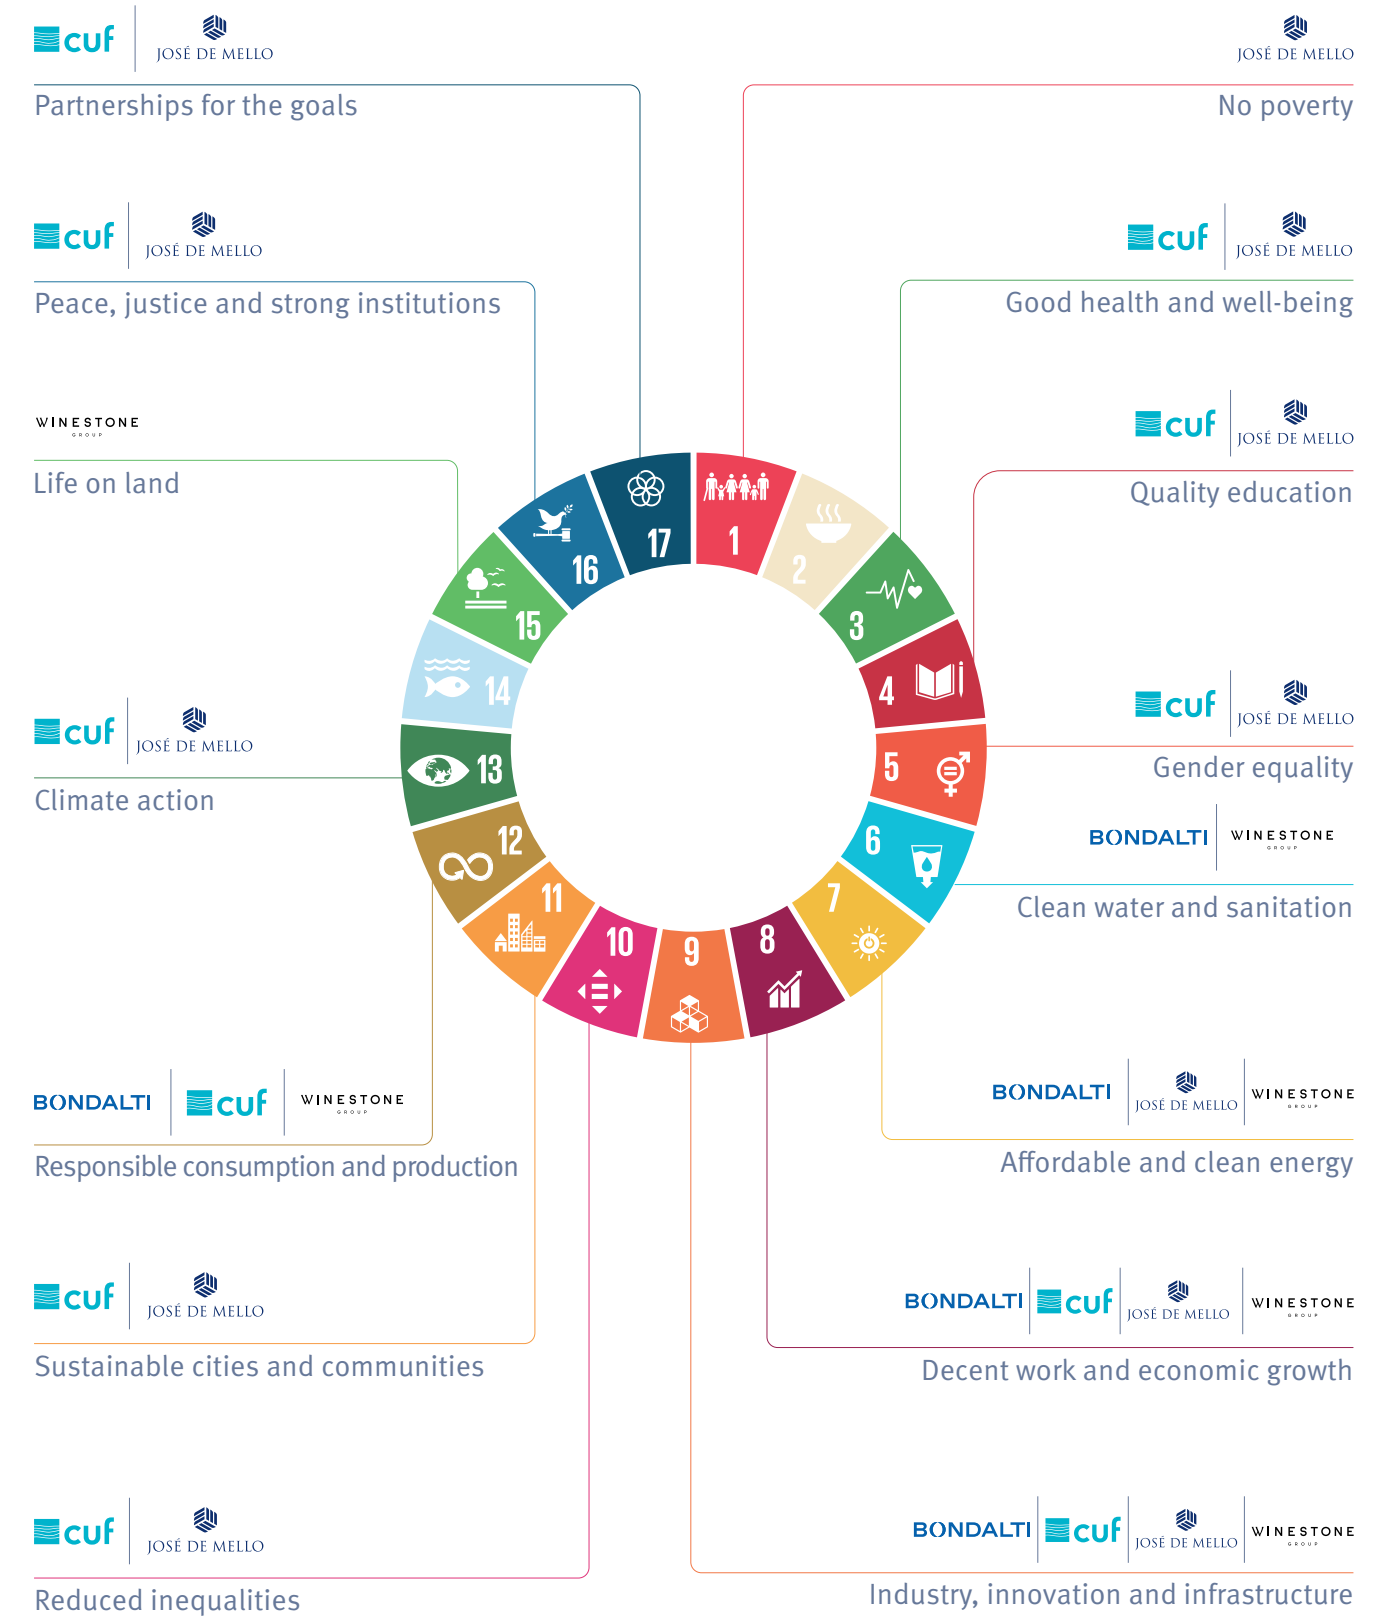 cuf JOSÉ DE MELLO
Partnerships for the goals
JOSÉ DE MELLO
No poverty
cuf JOSÉ DE MELLO
Peace, justice and strong institutions
cuf JOSÉ DE MELLO
Good health and well-being
WINESTONE
GROUP
Life on land
cuf JOSÉ DE MELLO
Quality education
cuf JOSÉ DE MELLO
Climate action
cuf JOSÉ DE MELLO
Gender equality
BONDALTI WINESTONE
GROUP
Clean water and sanitation
1
2
3
4
5
6
7
8
9
10
11
12
13
14
15
16
17
BONDALTI cuf WINESTONE
GROUP
Responsible consumption and production
BONDALTI JOSÉ DE MELLO WINESTONE
GROUP
Affordable and clean energy
cuf JOSÉ DE MELLO
Sustainable cities and communities
BONDALTI cuf JOSÉ DE MELLO WINESTONE
GROUP
Decent work and economic growth
cuf JOSÉ DE MELLO
Reduced inequalities
BONDALTI cuf JOSÉ DE MELLO WINESTONE
GROUP
Industry, innovation and infrastructure